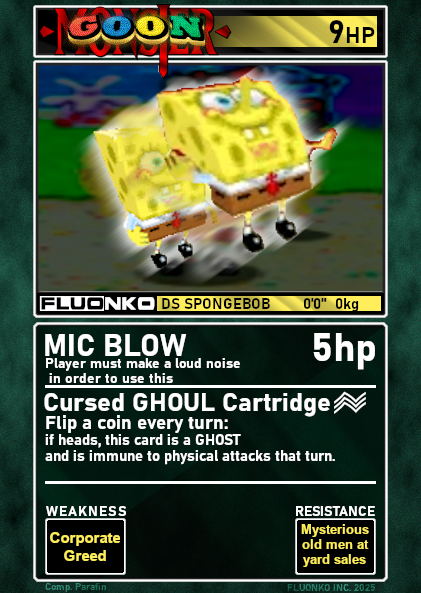 MONSTER
GOON
9HP
FLUONKO DS SPONGEBOB 0'0" 0kg
MIC BLOW 5hp
Player must make a loud noise
in order to use this
Cursed GHOUL Cartridge
Flip a coin every turn:
if heads, this card is a GHOST
and is immune to physical attacks that turn.
WEAKNESS RESISTANCE
Corporate
Greed
Mysterious
old men at
yard sales
Comp. Parafin FLUONKO INC. 2025